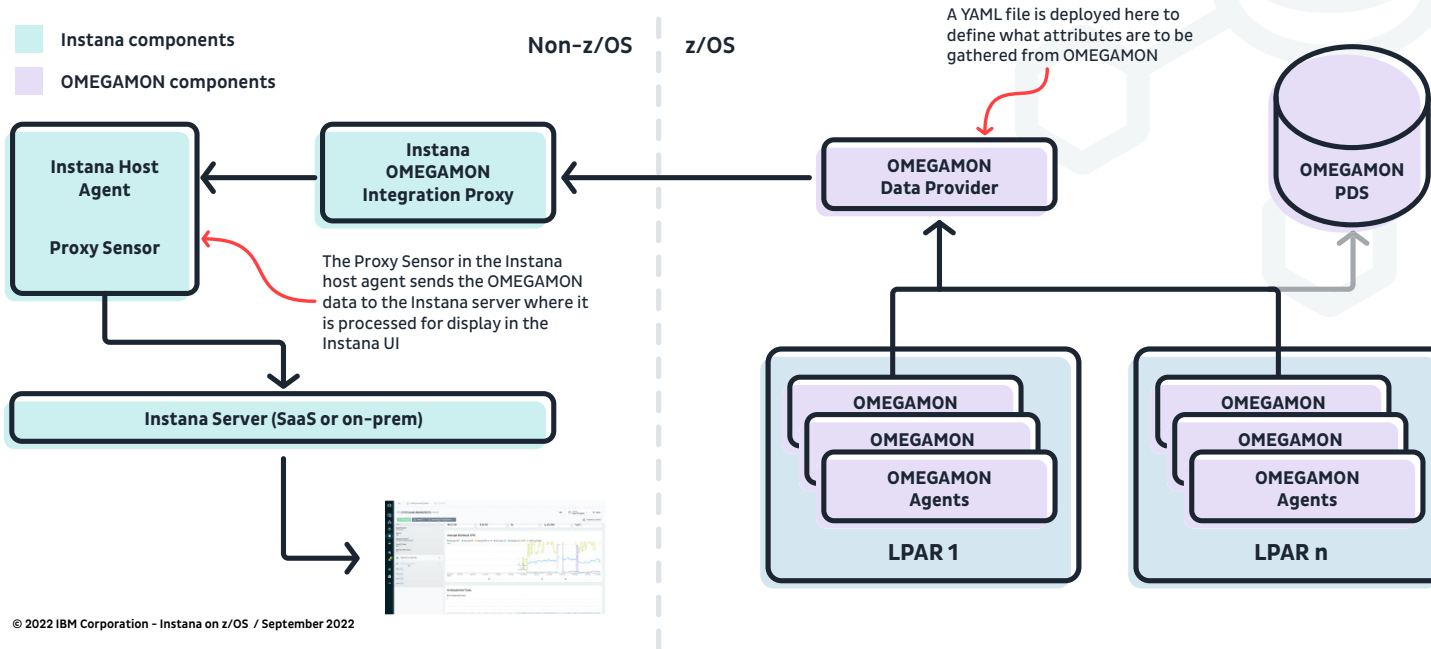 Instana components
OMEGAMON components
Non-z/OS
z/OS
A YAML file is deployed here to
define what attributes are to be
gathered from OMEGAMON
Instana Host
Agent
Proxy Sensor
Instana
OMEGAMON
Integration Proxy
OMEGAMON
Data Provider
OMEGAMON
PDS
The Proxy Sensor in the Instana
host agent sends the OMEGAMON
data to the Instana server where it
is processed for display in the
Instana UI
Instana Server (SaaS or on-prem)
OMEGAMON
OMEGAMON
OMEGAMON
Agents
LPAR 1
OMEGAMON
OMEGAMON
OMEGAMON
Agents
LPAR n
© 2022 IBM Corporation - Instana on z/OS / September 2022